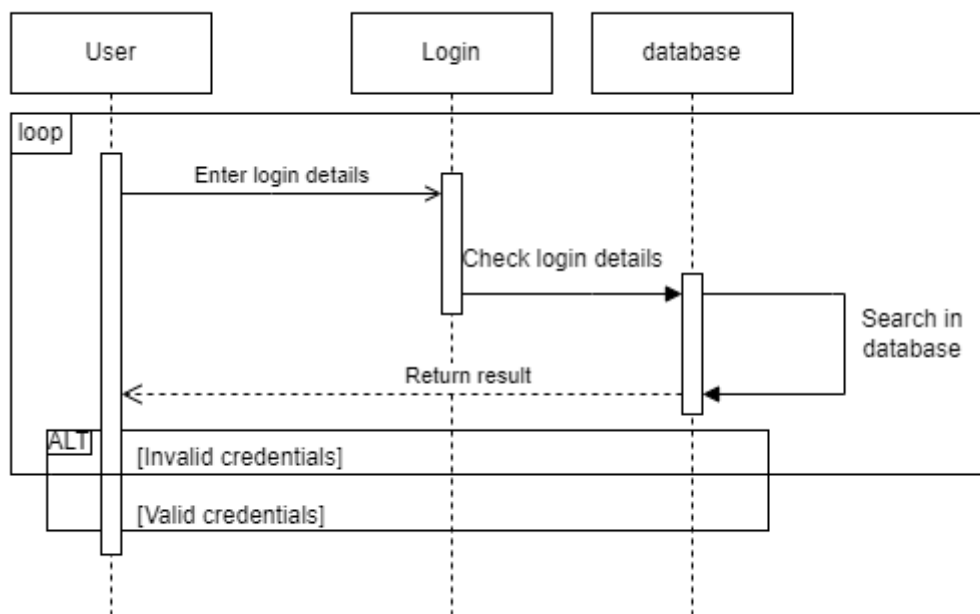 User
Login
database
loop
Enter login details
Check login details
Search in
database
Return result
ALT
[Invalid credentials]
[Valid credentials]